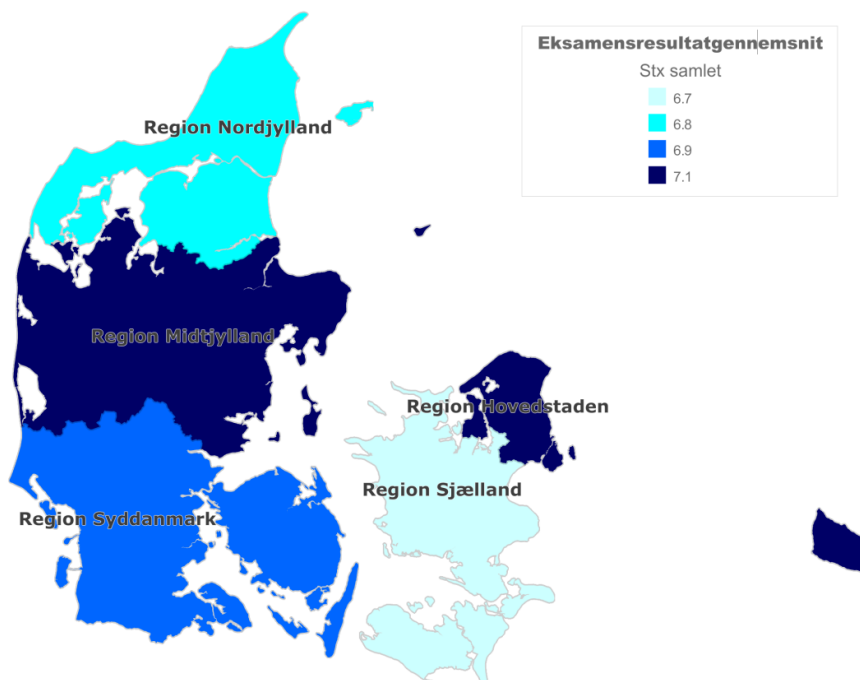 Eksamensresultatgennemsnit
Stx samlet
6.7
6.8
6.9
7.1
Region Nordjylland
Region Midtjylland
Region Hovedstaden
Region Sjælland
Region Syddanmark